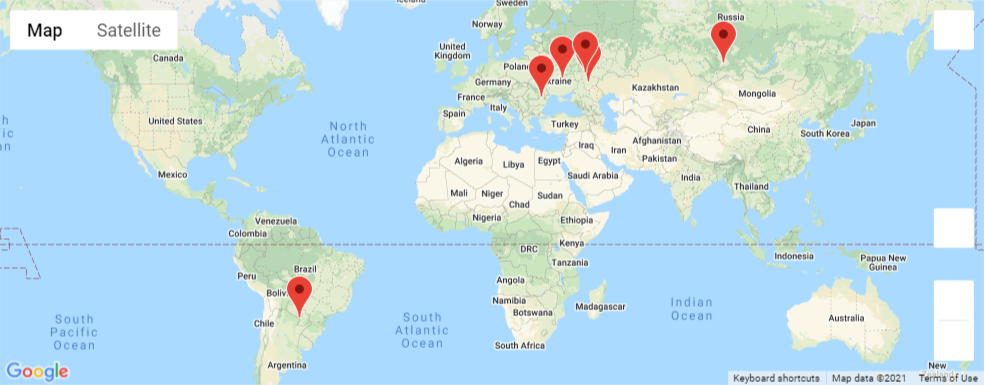 Map Satellite
Sweden
Russia
Norway
Canada
United
Kingdom
Poland
Germany
kraine
Kazakhstan
France
Mongolia
Italy
Spain
Turkey
United States
North
Atlantic
Ocean
China
Japan
South Korea
Iraq
Iran
Afghanistan
Pakistan
Algeria
Libya
Egypt
Saudi Arabia
Mexico
India
Mali
Niger
Sudan
Chad
Thailand
Nigeria
Ethiopia
Venezuela
Colombia
DRC
Kenya
Tanzania
Indonesia
Papua New
Guinea
Peru
Brazil
Angola
Bolivi
Namibia
Botswana
Madagascar
Indian
Ocean
South
Pacific
Ocean
Chile
South
Atlantic
Ocean
Australia
South Africa
Argentina
New
Google
Keyboard shortcuts
Map data ©2021
Terms of Use